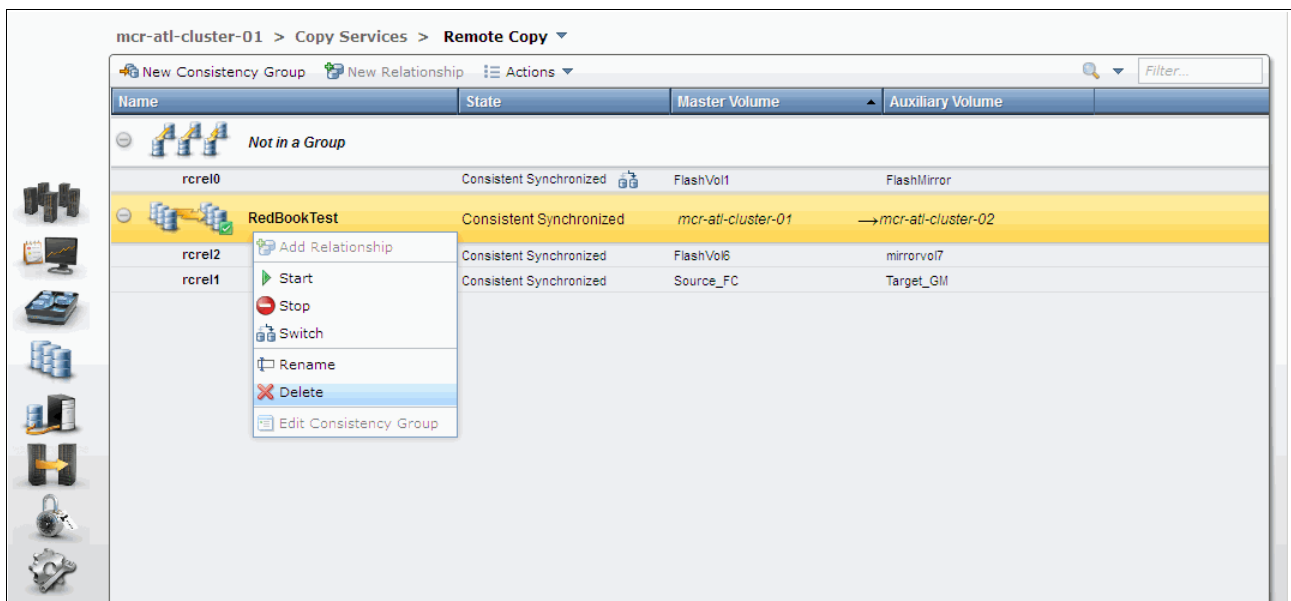 mcr-atl-cluster-01 > Copy Services > Remote Copy
New Consistency Group New Relationship Actions Filter...
Name State Master Volume Auxiliary Volume
Not in a Group
rcrel0 Consistent Synchronized FlashVol1 FlashMirror
RedBookTest Consistent Synchronized mcr-atl-cluster-01 →mcr-atl-cluster-02
Add Relationship
rcrel2 Consistent Synchronized FlashVol6 mirrorvol7
Start
rcrel1 Consistent Synchronized Source_FC Target_GM
Stop
Switch
Rename
Delete
Edit Consistency Group